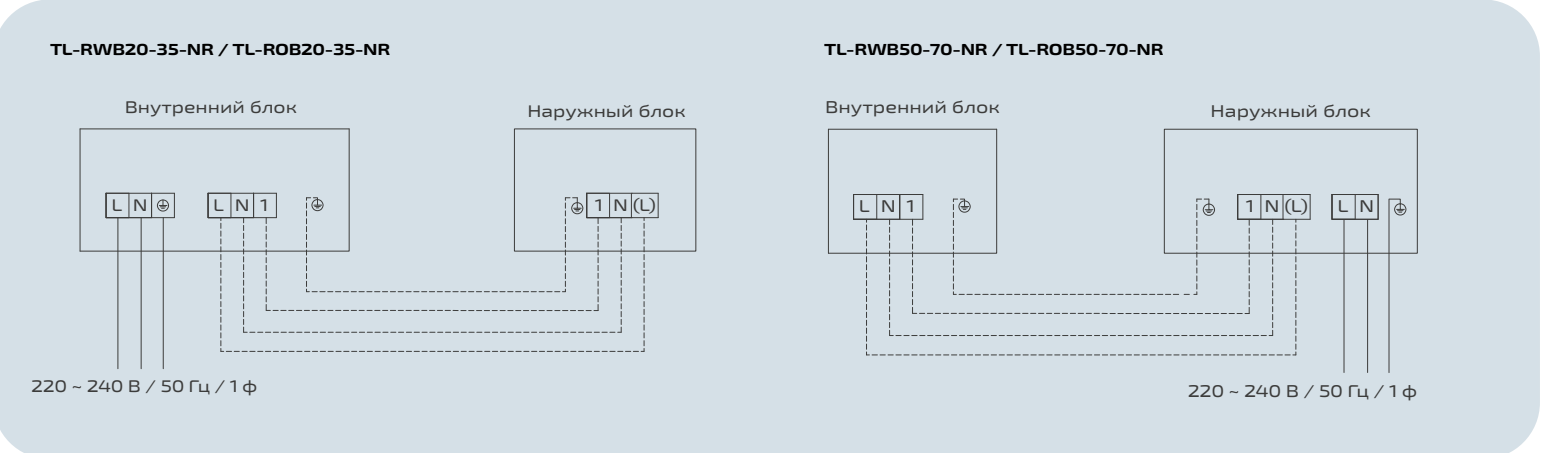 TL-RWB20-35-NR / TL-ROB20-35-NR
Внутренний блок
Наружный блок
L N L N 1
1 N (L)
220 ~ 240 В / 50 Гц / 1 ф
TL-RWB50-70-NR / TL-ROB50-70-NR
Внутренний блок
Наружный блок
L N 1
1 N (L) L N
220 ~ 240 В / 50 Гц / 1 ф